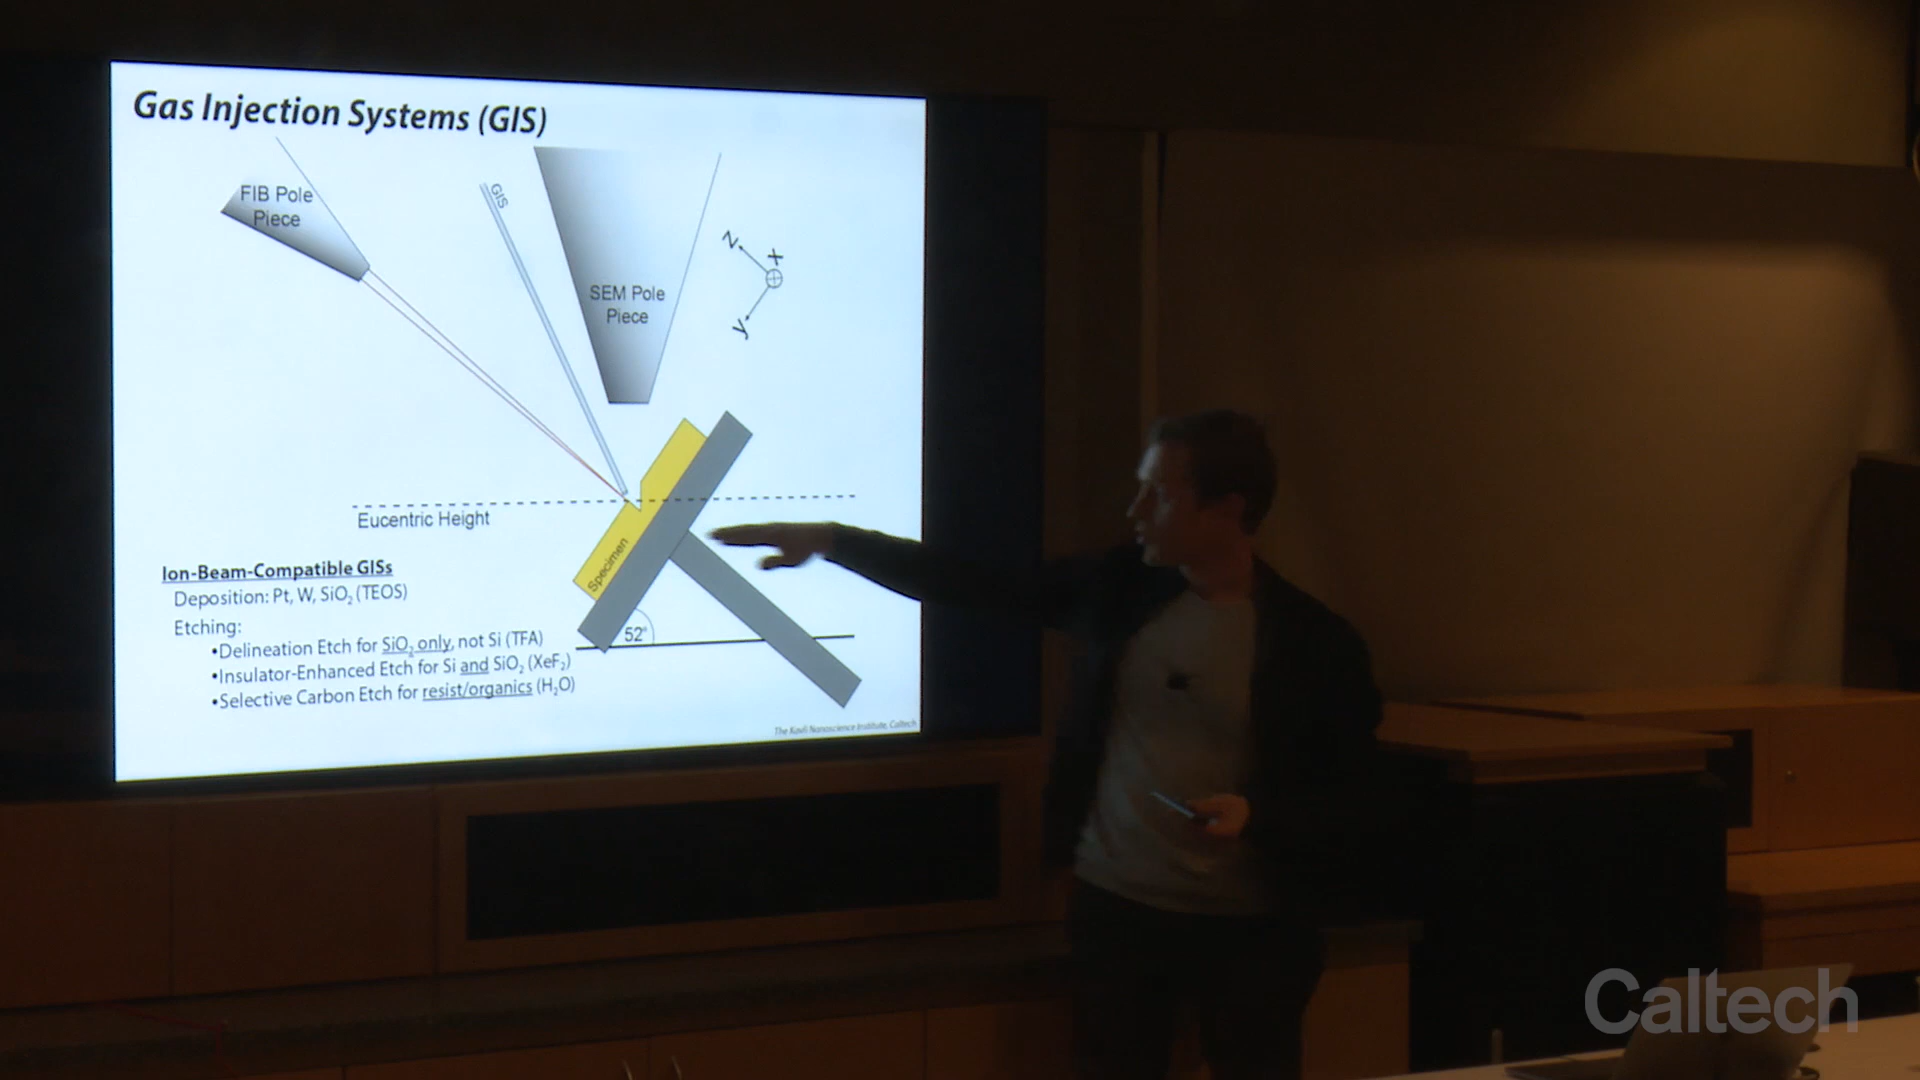 Gas Injection Systems (GIS)
FIB Pole
Piece
GIS
SEM Pole
Piece
z
x
y
Eucentric Height
Specimen
52°
Ion-Beam-Compatible GISs
Deposition: Pt, W, SiO₂ (TEOS)
Etching:
•Delineation Etch for SiO₂ only, not Si (TFA)
•Insulator-Enhanced Etch for Si and SiO₂ (XeF₂)
•Selective Carbon Etch for resist/organics (H₂O)
The Kavli Nanoscience Institute, Caltech
Caltech